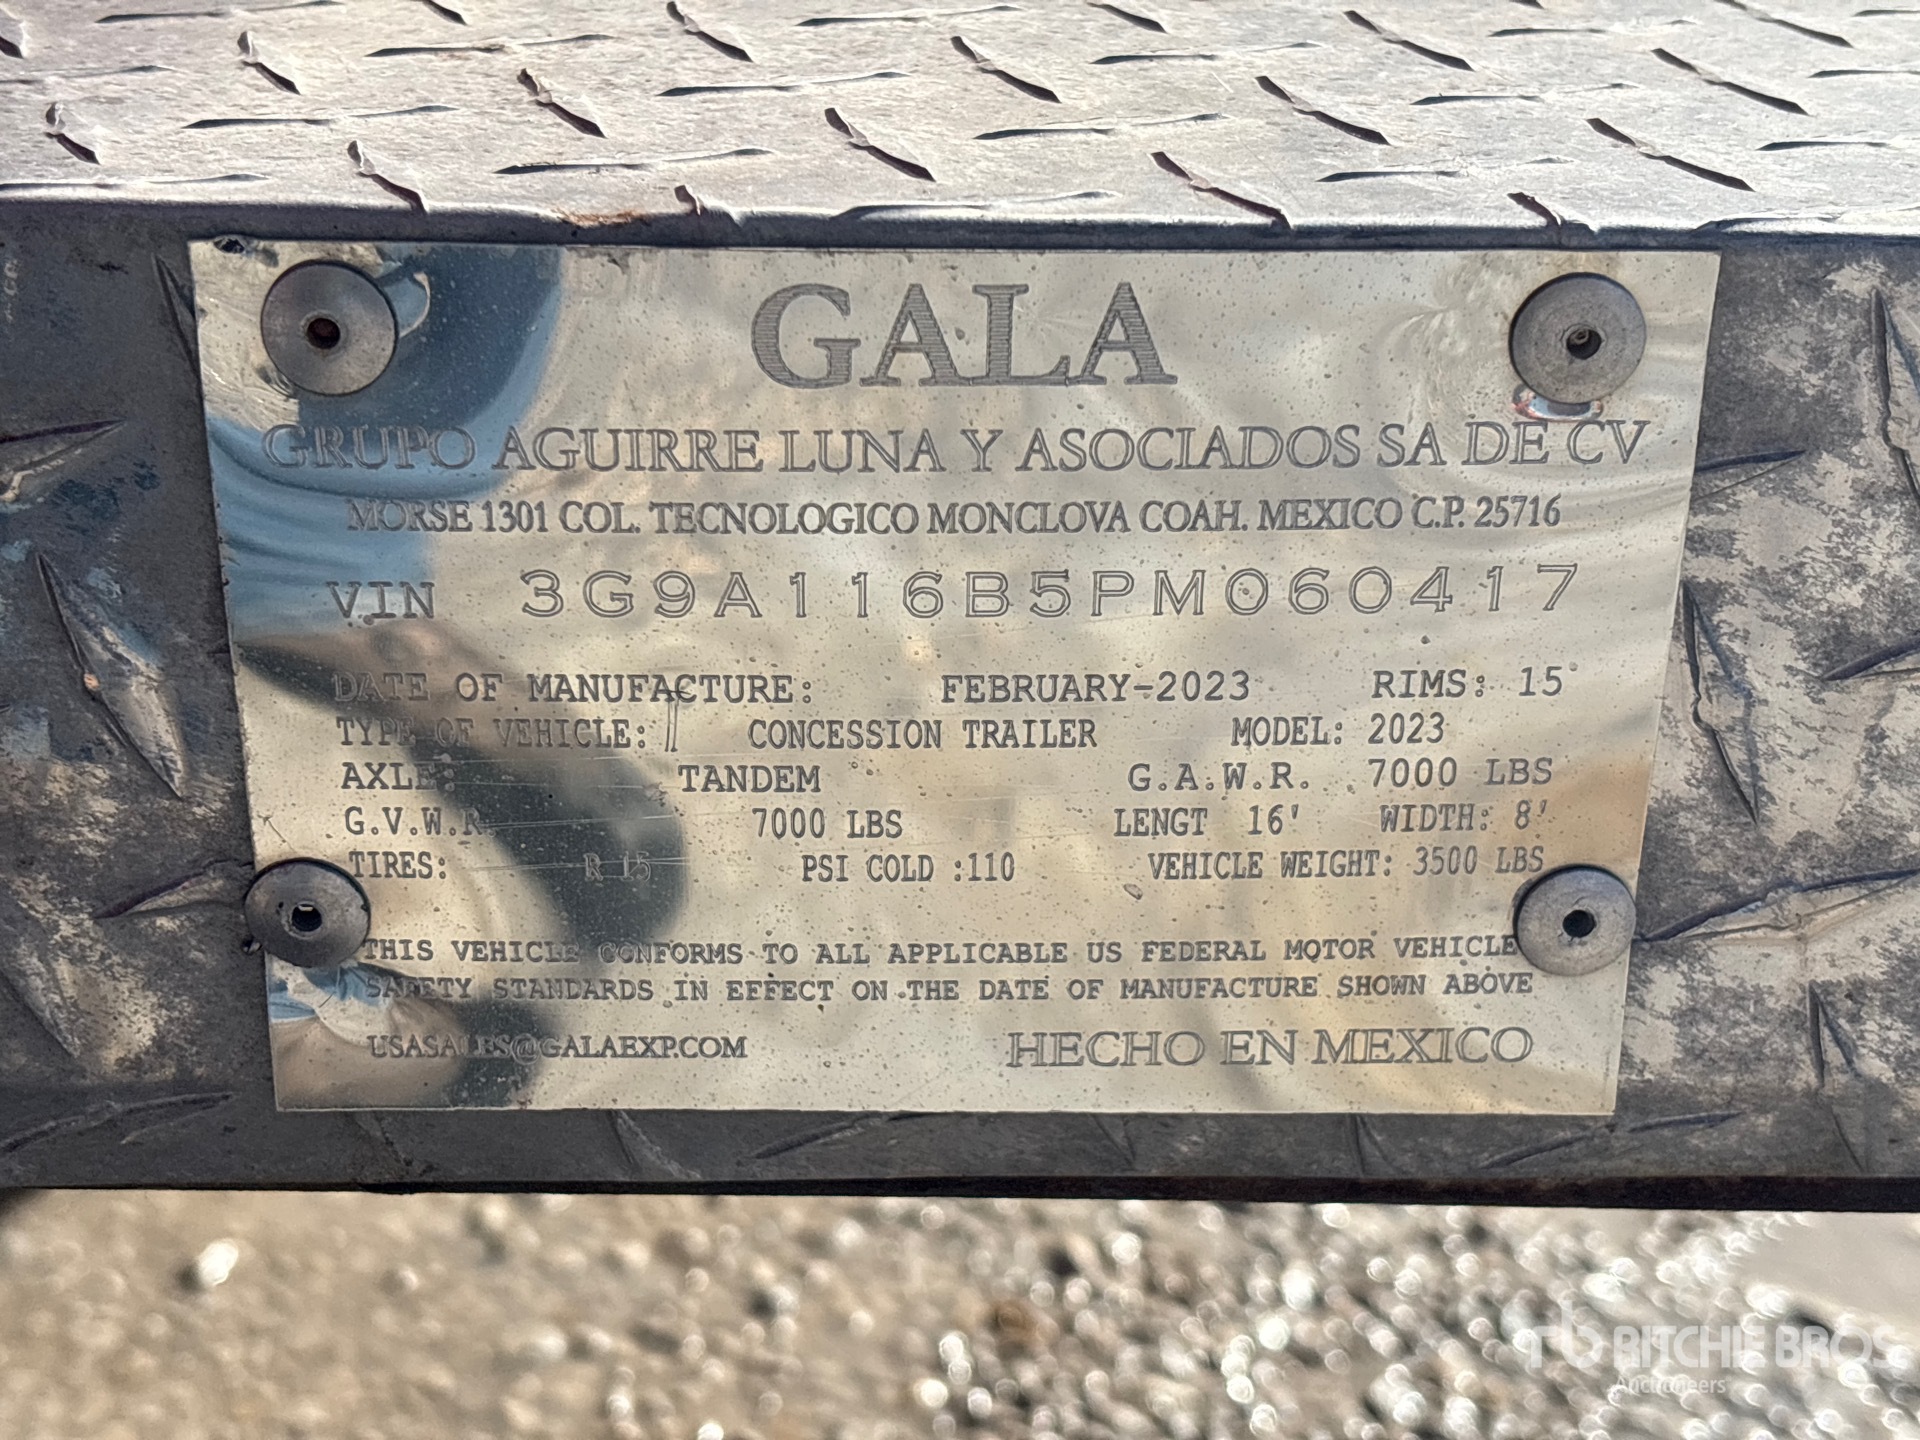 GALA
GRUPO AGUIRRE LUNA Y ASOCIADOS SA DE CV
MORSE 1301 COL. TECNOLOGICO MONCLOVA COAH. MEXICO C.P. 25716
VIN 3G9A116B5PM060417
DATE OF MANUFACTURE: FEBRUARY-2023 RIMS: 15
TYPE OF VEHICLE: CONCESSION TRAILER MODEL: 2023
AXLE: TANDEM G.A.W.R. 7000 LBS
G.V.W.R. 7000 LBS LENGT 16' WIDTH: 8'
TIRES: R 15 PSI COLD :110 VEHICLE WEIGHT: 3500 LBS
THIS VEHICLE CONFORMS TO ALL APPLICABLE US FEDERAL MOTOR VEHICLE
SAFETY STANDARDS IN EFFECT ON THE DATE OF MANUFACTURE SHOWN ABOVE
USASALES@GALAEXP.COM HECHO EN MEXICO
rb RITCHIE BROS.
Auctioneers